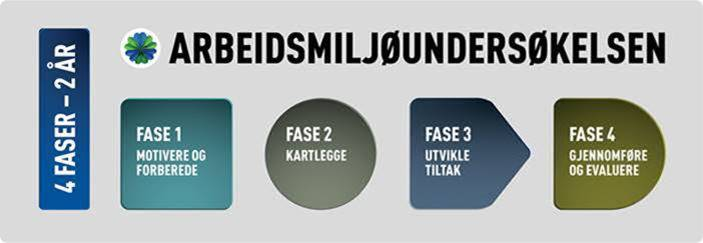 4 FASER – 2 ÅR
ARBEIDSMILJØUNDERSØKELSEN
FASE 1
MOTIVERE OG
FORBEREDE
FASE 2
KARTLEGGE
FASE 3
UTVIKLE
TILTAK
FASE 4
GJENNOMFØRE
OG EVALUERE